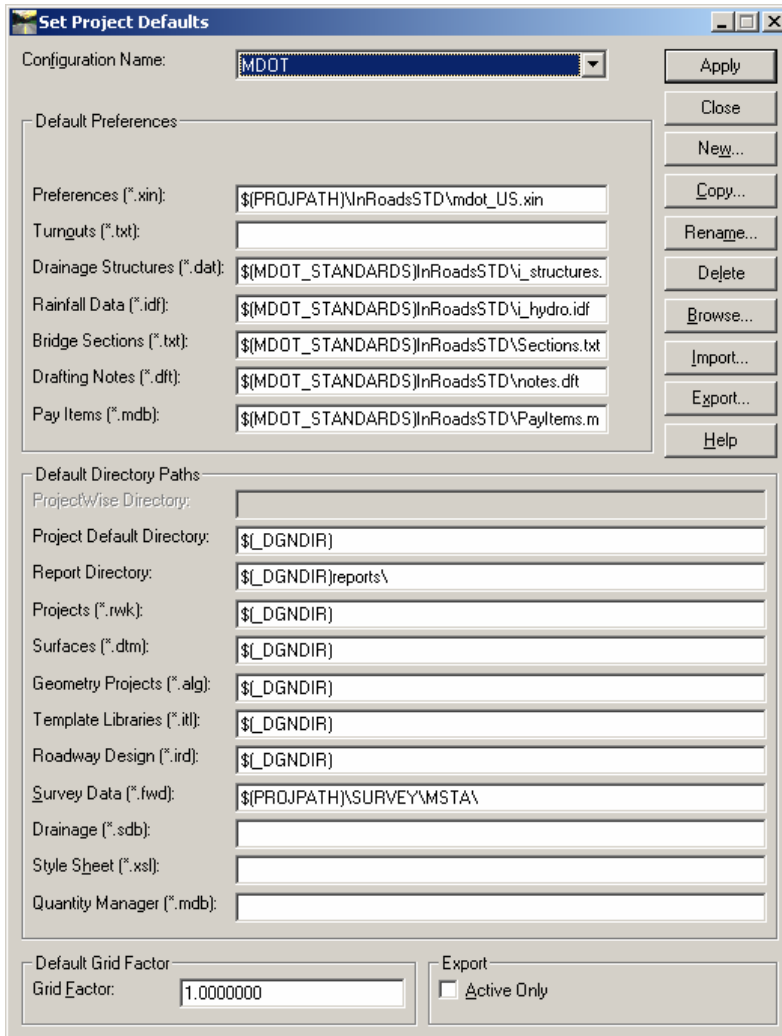 Set Project Defaults
Configuration Name: MDOT
Apply
Close
New...
Copy...
Rename...
Delete
Browse...
Import...
Export...
Help
Default Preferences
Preferences (*.xin): $(PROJPATH)\InRoadsSTD\mdot_US.xin
Turnouts (*.txt):
Drainage Structures (*.dat): $(MDOT_STANDARDS)InRoadsSTD\i_structures.
Rainfall Data (*.idf): $(MDOT_STANDARDS)InRoadsSTD\i_hydro.idf
Bridge Sections (*.txt): $(MDOT_STANDARDS)InRoadsSTD\Sections.txt
Drafting Notes (*.dft): $(MDOT_STANDARDS)InRoadsSTD\notes.dft
Pay Items (*.mdb): $(MDOT_STANDARDS)InRoadsSTD\PayItems.m
Default Directory Paths
ProjectWise Directory:
Project Default Directory: $(_DGNDIR)
Report Directory: $(_DGNDIR)reports\
Projects (*.rwk): $(_DGNDIR)
Surfaces (*.dtm): $(_DGNDIR)
Geometry Projects (*.alg): $(_DGNDIR)
Template Libraries (*.itl): $(_DGNDIR)
Roadway Design (*.ird): $(_DGNDIR)
Survey Data (*.fwd): $(PROJPATH)\SURVEY\MSTA\
Drainage (*.sdb):
Style Sheet (*.xsl):
Quantity Manager (*.mdb):
Default Grid Factor
Grid Factor: 1.0000000
Export
Active Only